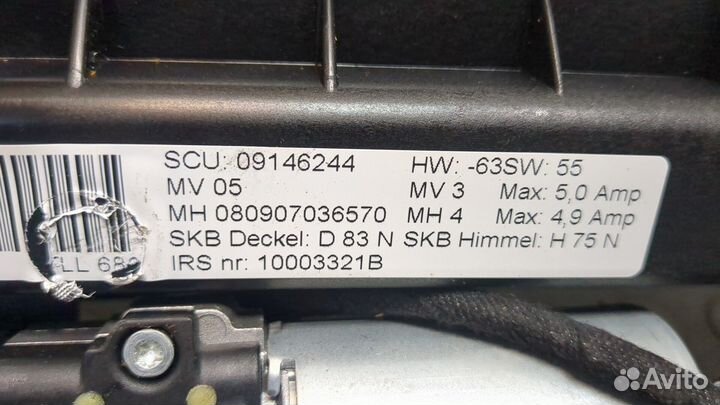 SCU: 09146244 HW: -63SW: 55
MV 05 MV 3 Max: 5,0 Amp
MH 080907036570 MH 4 Max: 4,9 Amp
SKB Deckel: D 83 N SKB Himmel: H 75 N
LL IRS nr: 10003321B
Avito